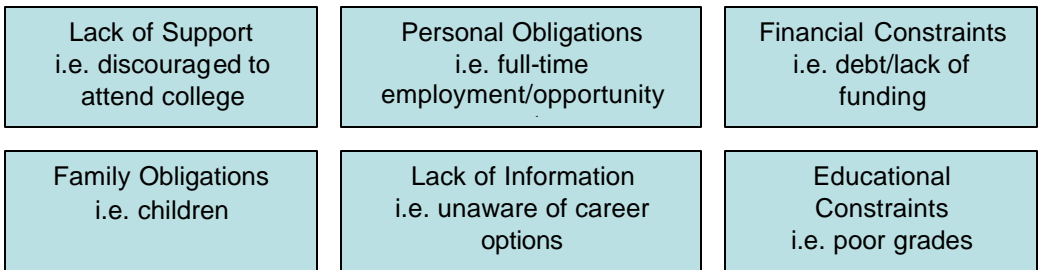 Lack of Support
i.e. discouraged to
attend college
Personal Obligations
i.e. full-time
employment/opportunity
Financial Constraints
i.e. debt/lack of
funding
Family Obligations
i.e. children
Lack of Information
i.e. unaware of career
options
Educational
Constraints
i.e. poor grades